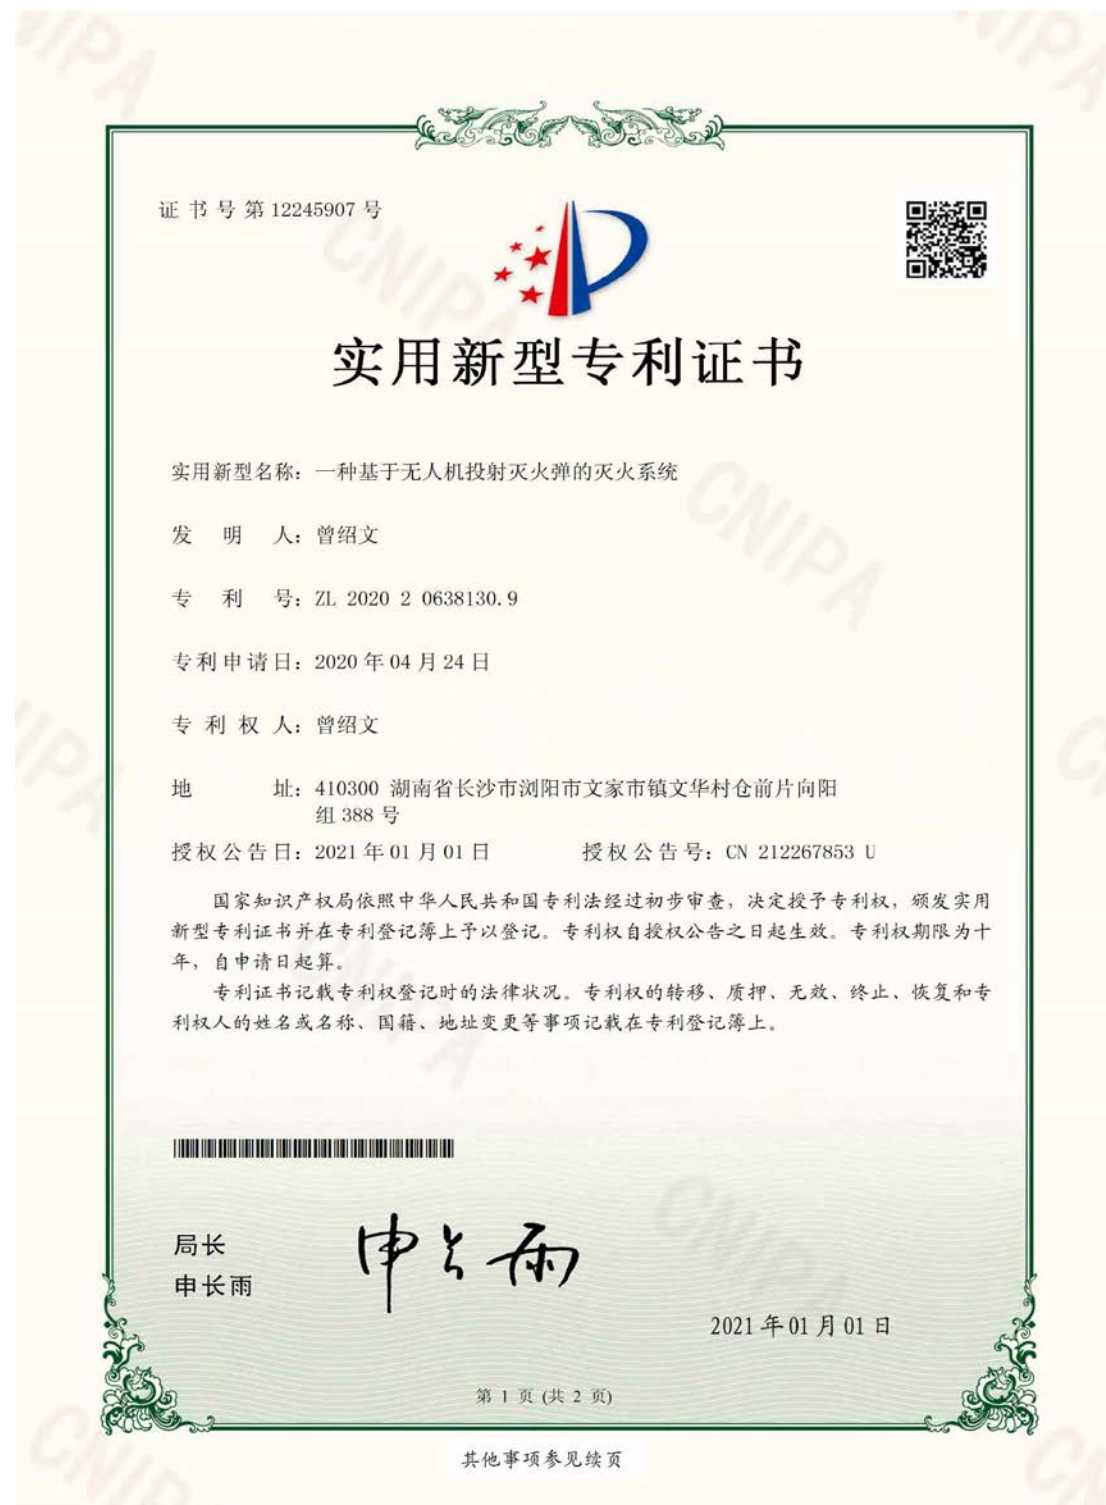 证书号第12245907号
实用新型专利证书
实用新型名称：一种基于无人机投射灭火弹的灭火系统
发明人：曾绍文
专利号：ZL 2020 2 0638130.9
专利申请日：2020年04月24日
专利权人：曾绍文
地址：410300 湖南省长沙市浏阳市文家市镇文华村仓前片向阳
组388号
授权公告日：2021年01月01日 授权公告号：CN 212267853 U
国家知识产权局依照中华人民共和国专利法经过初步审查，决定授予专利权，颁发实用
新型专利证书并在专利登记簿上予以登记。专利权自授权公告之日起生效。专利权期限为十
年，自申请日起算。
专利证书记载专利权登记时的法律状况。专利权的转移、质押、无效、终止、恢复和专
利权人的姓名或名称、国籍、地址变更等事项记载在专利登记簿上。
局长
申长雨
申长雨
2021年01月01日
第 1 页 (共 2 页)
其他事项参见续页
CNIPA
CNIPA
CNIPA
CNIPA
CNIPA
CNIPA